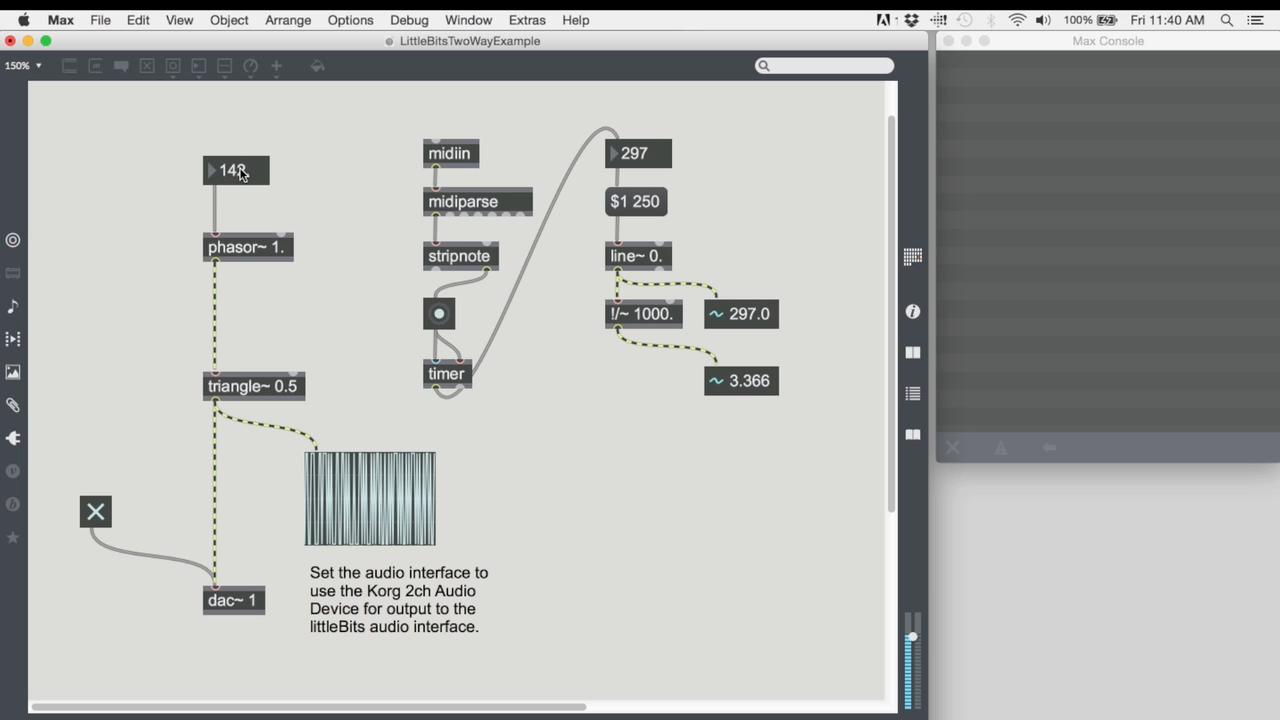 Max File Edit View Object Arrange Options Debug Window Extras Help 100% Fri 11:40 AM
LittleBitsTwoWayExample
Max Console
150%
midiin
297
midiparse
$1 250
phasor~ 1.
stripnote
line~ 0.
!/~ 1000.
~ 297.0
timer
~ 3.366
triangle~ 0.5
Set the audio interface to
use the Korg 2ch Audio
Device for output to the
littleBits audio interface.
dac~ 1